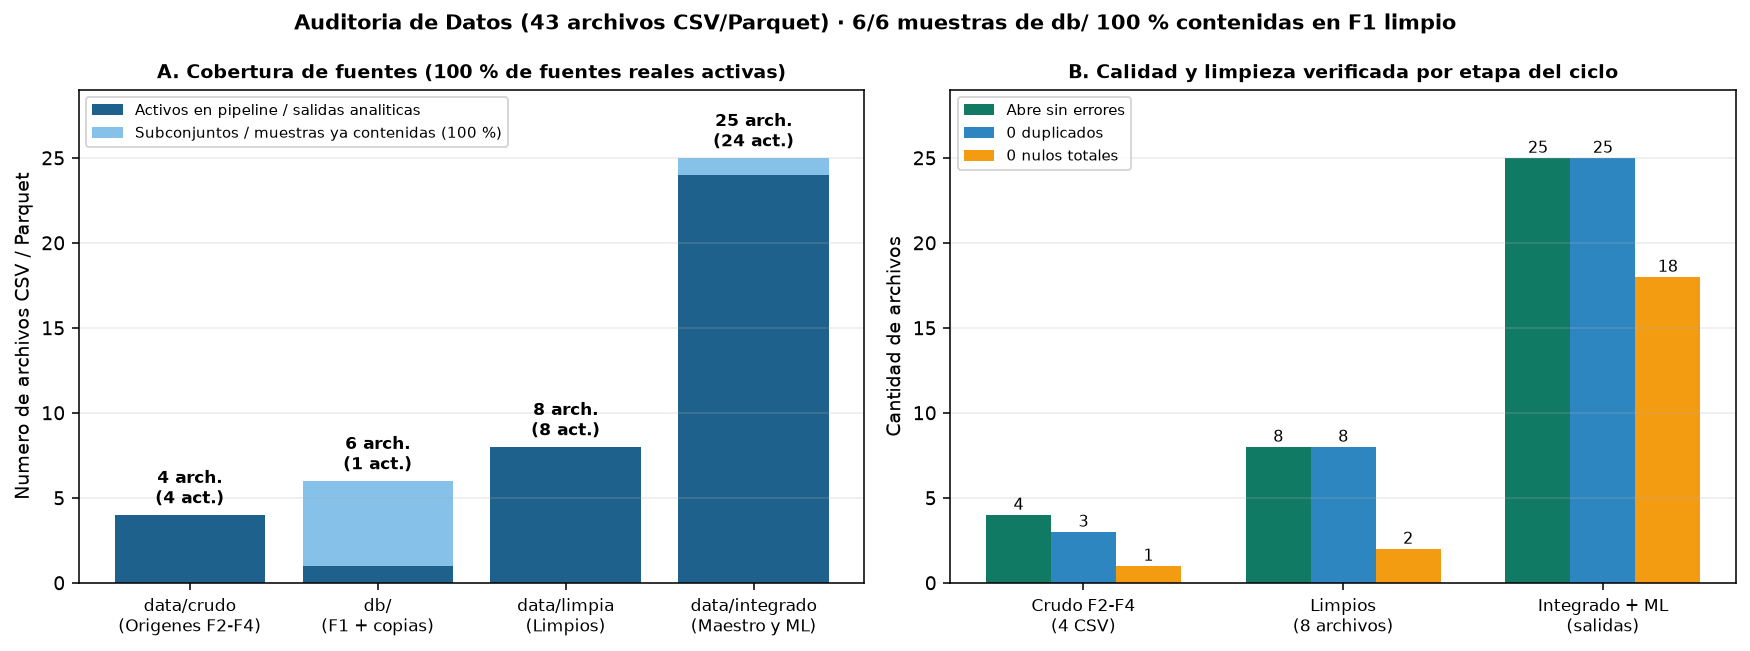 Auditoria de Datos (43 archivos CSV/Parquet) · 6/6 muestras de db/ 100 % contenidas en F1 limpio
A. Cobertura de fuentes (100 % de fuentes reales activas)
Activos en pipeline / salidas analiticas
Subconjuntos / muestras ya contenidas (100 %)
Numero de archivos CSV / Parquet
25
20
15
10
5
0
4 arch.
(4 act.)
6 arch.
(1 act.)
8 arch.
(8 act.)
25 arch.
(24 act.)
data/crudo
(Origenes F2-F4)
db/
(F1 + copias)
data/limpia
(Limpios)
data/integrado
(Maestro y ML)
B. Calidad y limpieza verificada por etapa del ciclo
Abre sin errores
0 duplicados
0 nulos totales
Cantidad de archivos
25
20
15
10
5
0
4
3
1
8
8
2
25
25
18
Crudo F2-F4
(4 CSV)
Limpios
(8 archivos)
Integrado + ML
(salidas)